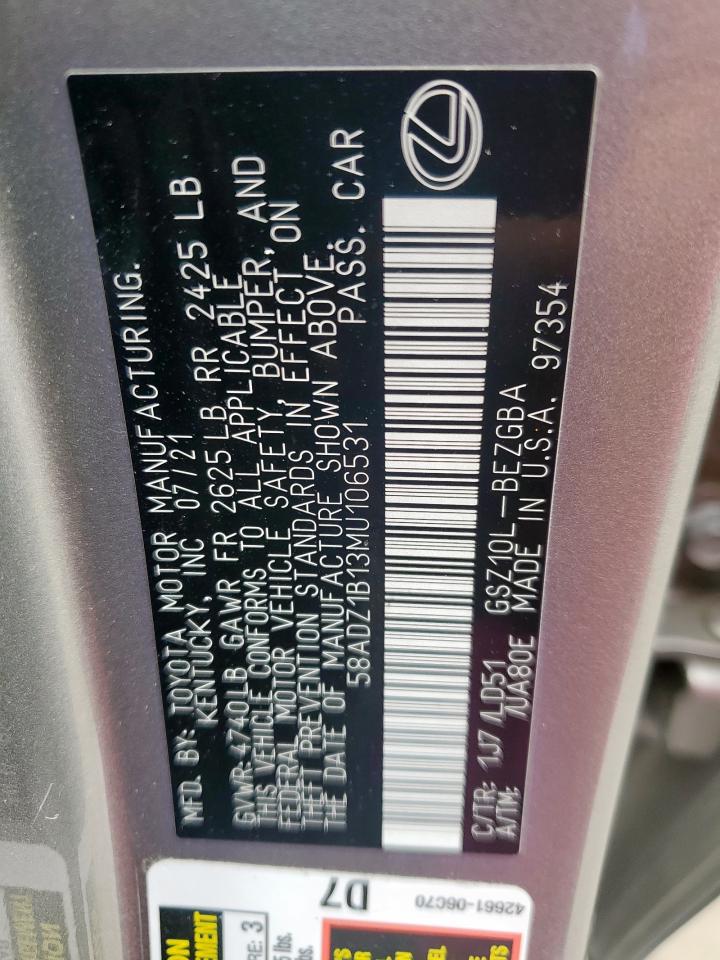 MFD. BY: TOYOTA MOTOR MANUFACTURING.
KENTUCKY, INC 07/21
GVWR 4740LB GAWR FR 2625LB RR 2425 LB
THIS VEHICLE CONFORMS TO ALL APPLICABLE
FEDERAL MOTOR VEHICLE SAFETY, BUMPER, AND
THEFT PREVENTION STANDARDS IN EFFECT ON
THE DATE OF MANUFACTURE SHOWN ABOVE.
58ADZ1B13MU106531 PASS. CAR
C/TR: 1J7/LD51 GSZ10L-BEZGBA
A/TM: /UA80E MADE IN U.S.A. 97354
D7
42661-06C70